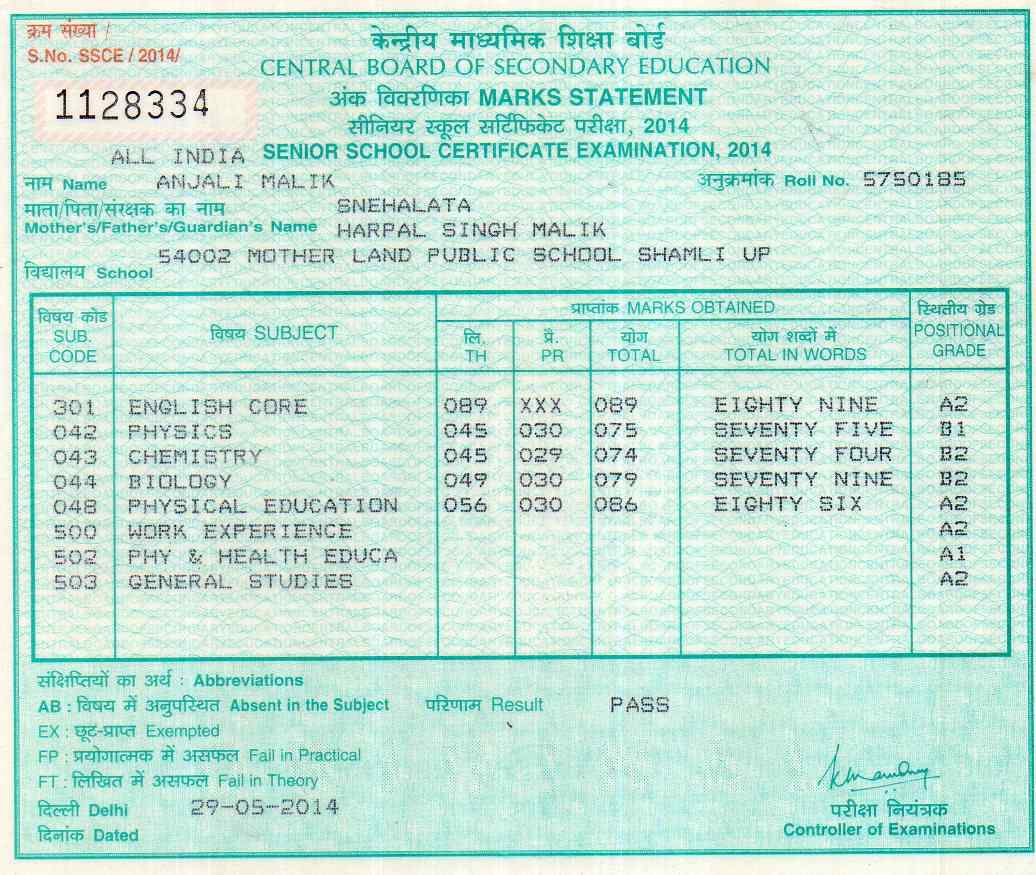 क्रम संख्या /
S.No. SSCE / 2014/
1128334
केन्द्रीय माध्यमिक शिक्षा बोर्ड
CENTRAL BOARD OF SECONDARY EDUCATION
अंक विवरणिका MARKS STATEMENT
सीनियर स्कूल सर्टिफिकेट परीक्षा, 2014
ALL INDIA SENIOR SCHOOL CERTIFICATE EXAMINATION, 2014
नाम Name ANJALI MALIK अनुक्रमांक Roll No. 5750185
माता/पिता/संरक्षक का नाम SNEHALATA
Mother's/Father's/Guardian's Name HARPAL SINGH MALIK
विद्यालय School 54002 MOTHER LAND PUBLIC SCHOOL SHAMLI UP
विषय कोड SUB. CODE विषय SUBJECT प्राप्तांक MARKS OBTAINED स्थितीय ग्रेड POSITIONAL GRADE
लि. TH प्रै. PR योग TOTAL योग शब्दों में TOTAL IN WORDS
301 ENGLISH CORE 089 XXX 089 EIGHTY NINE A2
042 PHYSICS 045 030 075 SEVENTY FIVE B1
043 CHEMISTRY 045 029 074 SEVENTY FOUR B2
044 BIOLOGY 049 030 079 SEVENTY NINE B2
048 PHYSICAL EDUCATION 056 030 086 EIGHTY SIX A2
500 WORK EXPERIENCE A2
502 PHY & HEALTH EDUCA A1
503 GENERAL STUDIES A2
संक्षिप्तियों का अर्थ : Abbreviations
AB : विषय में अनुपस्थित Absent in the Subject परिणाम Result PASS
EX : छूट-प्राप्त Exempted
FP : प्रयोगात्मक में असफल Fail in Practical
FT : लिखित में असफल Fail in Theory
दिल्ली Delhi 29-05-2014
दिनांक Dated
परीक्षा नियंत्रक
Controller of Examinations